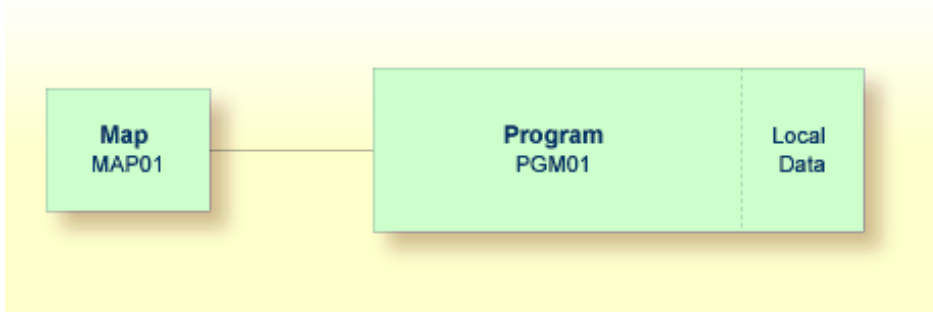 Map
MAP01
Program
PGM01
Local
Data